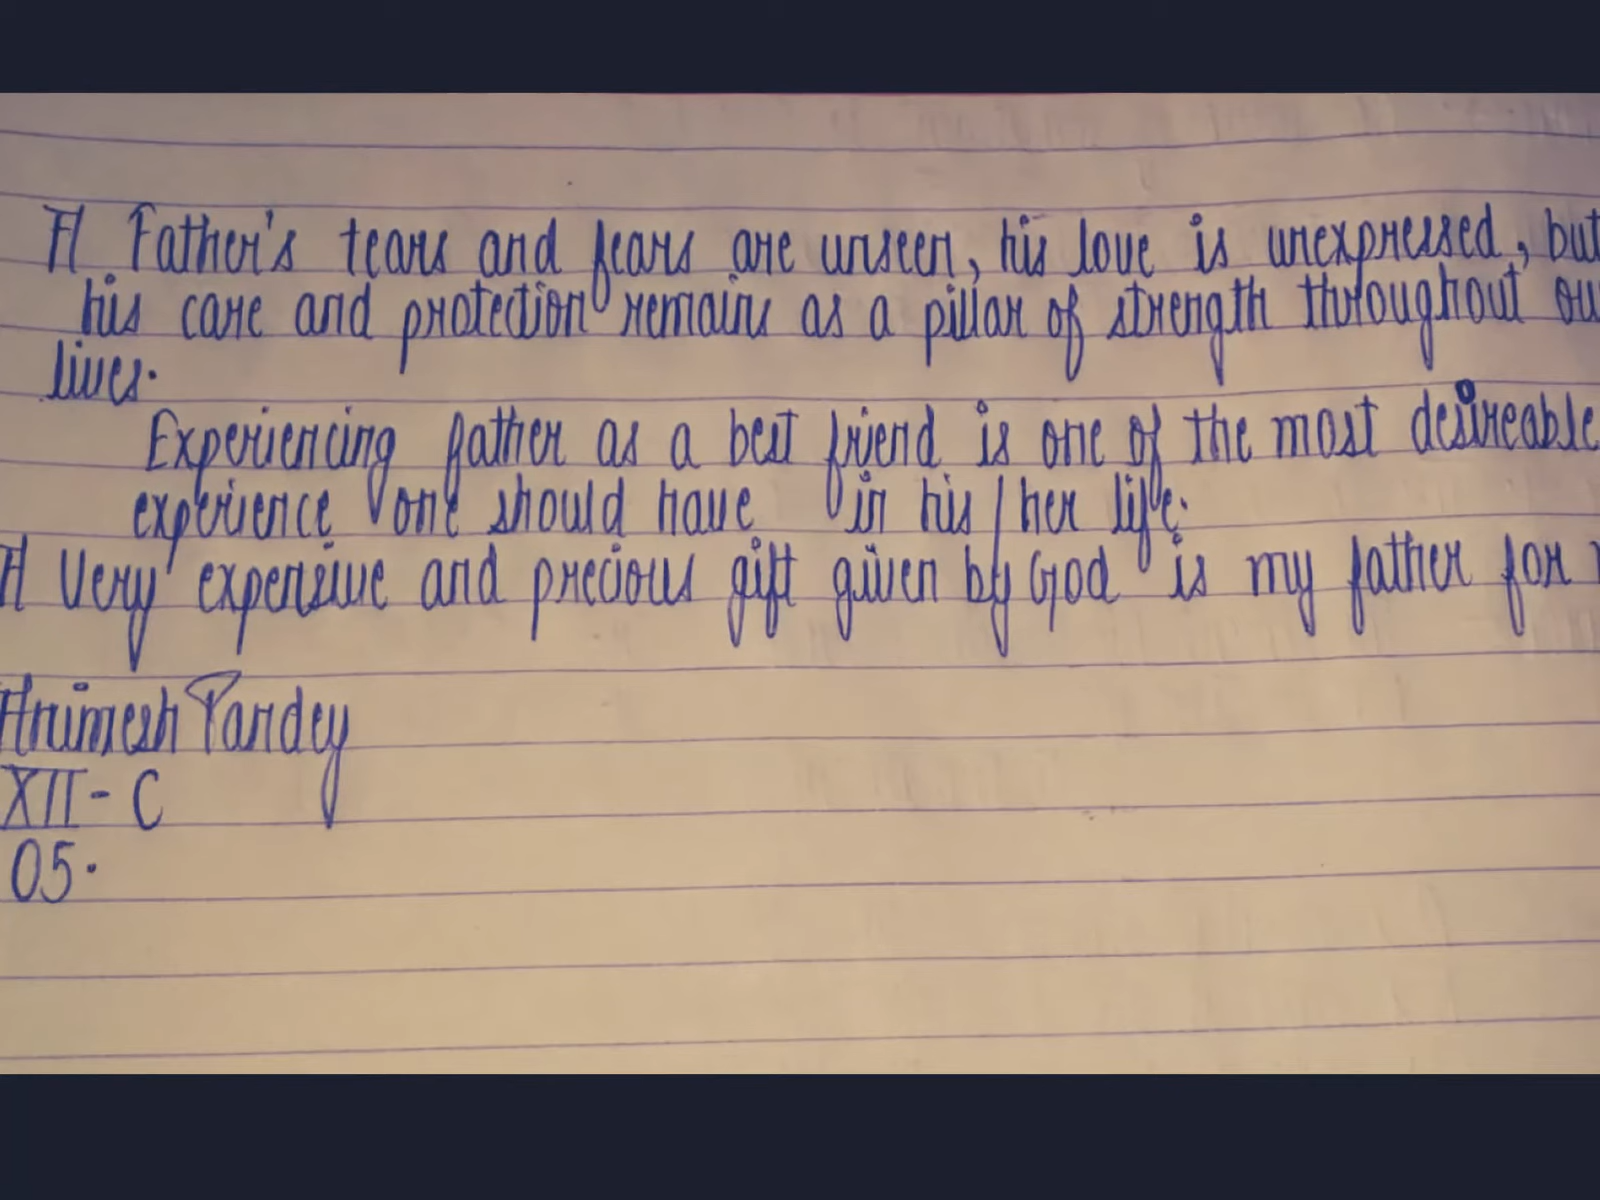 A Father's tears and fears are unseen, his love is unexpressed, but
his care and protection remains as a pillar of strength throughout
lives.
Experiencing father as a best friend is one of the most desireable
experience one should have in his/her life.
A Very expensive and precious gift given by God is my father for
Animesh Pandey
XII - C
05.